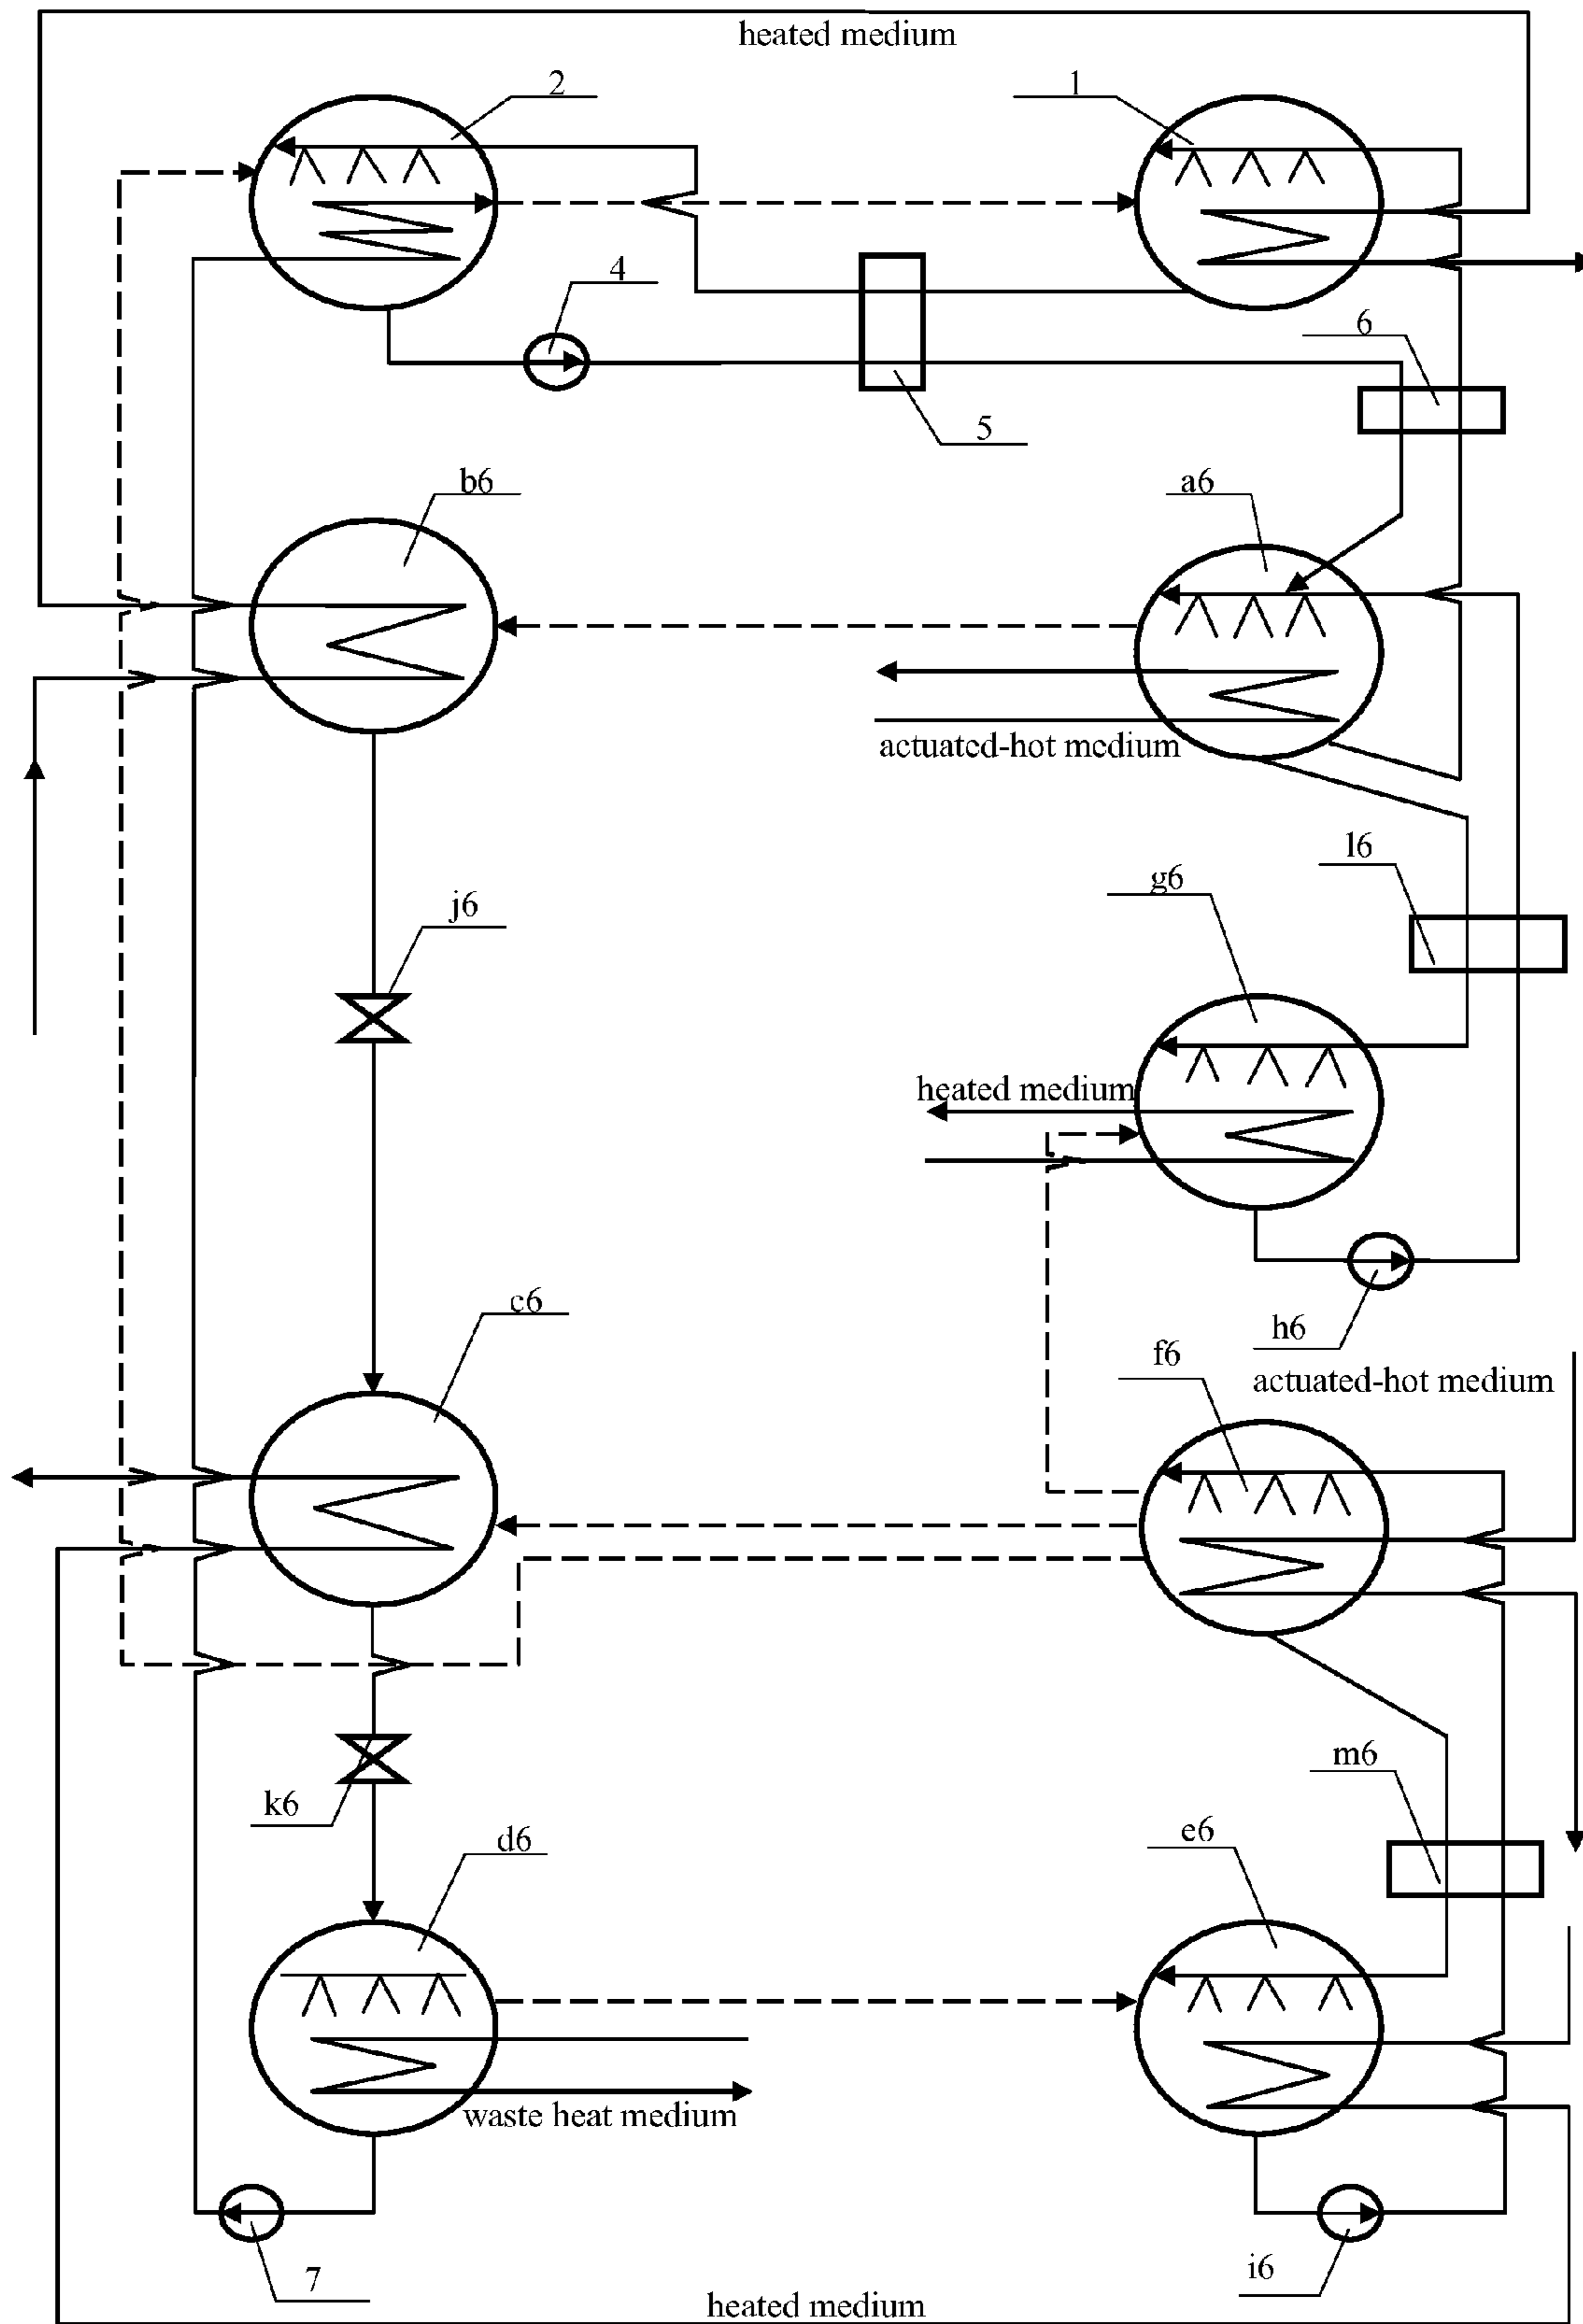 heated medium
2
1
4
6
5
b6
a6
actuated-hot medium
l6
g6
j6
heated medium
c6
h6
f6
actuated-hot medium
m6
k6
d6
e6
waste heat medium
7
i6
heated medium